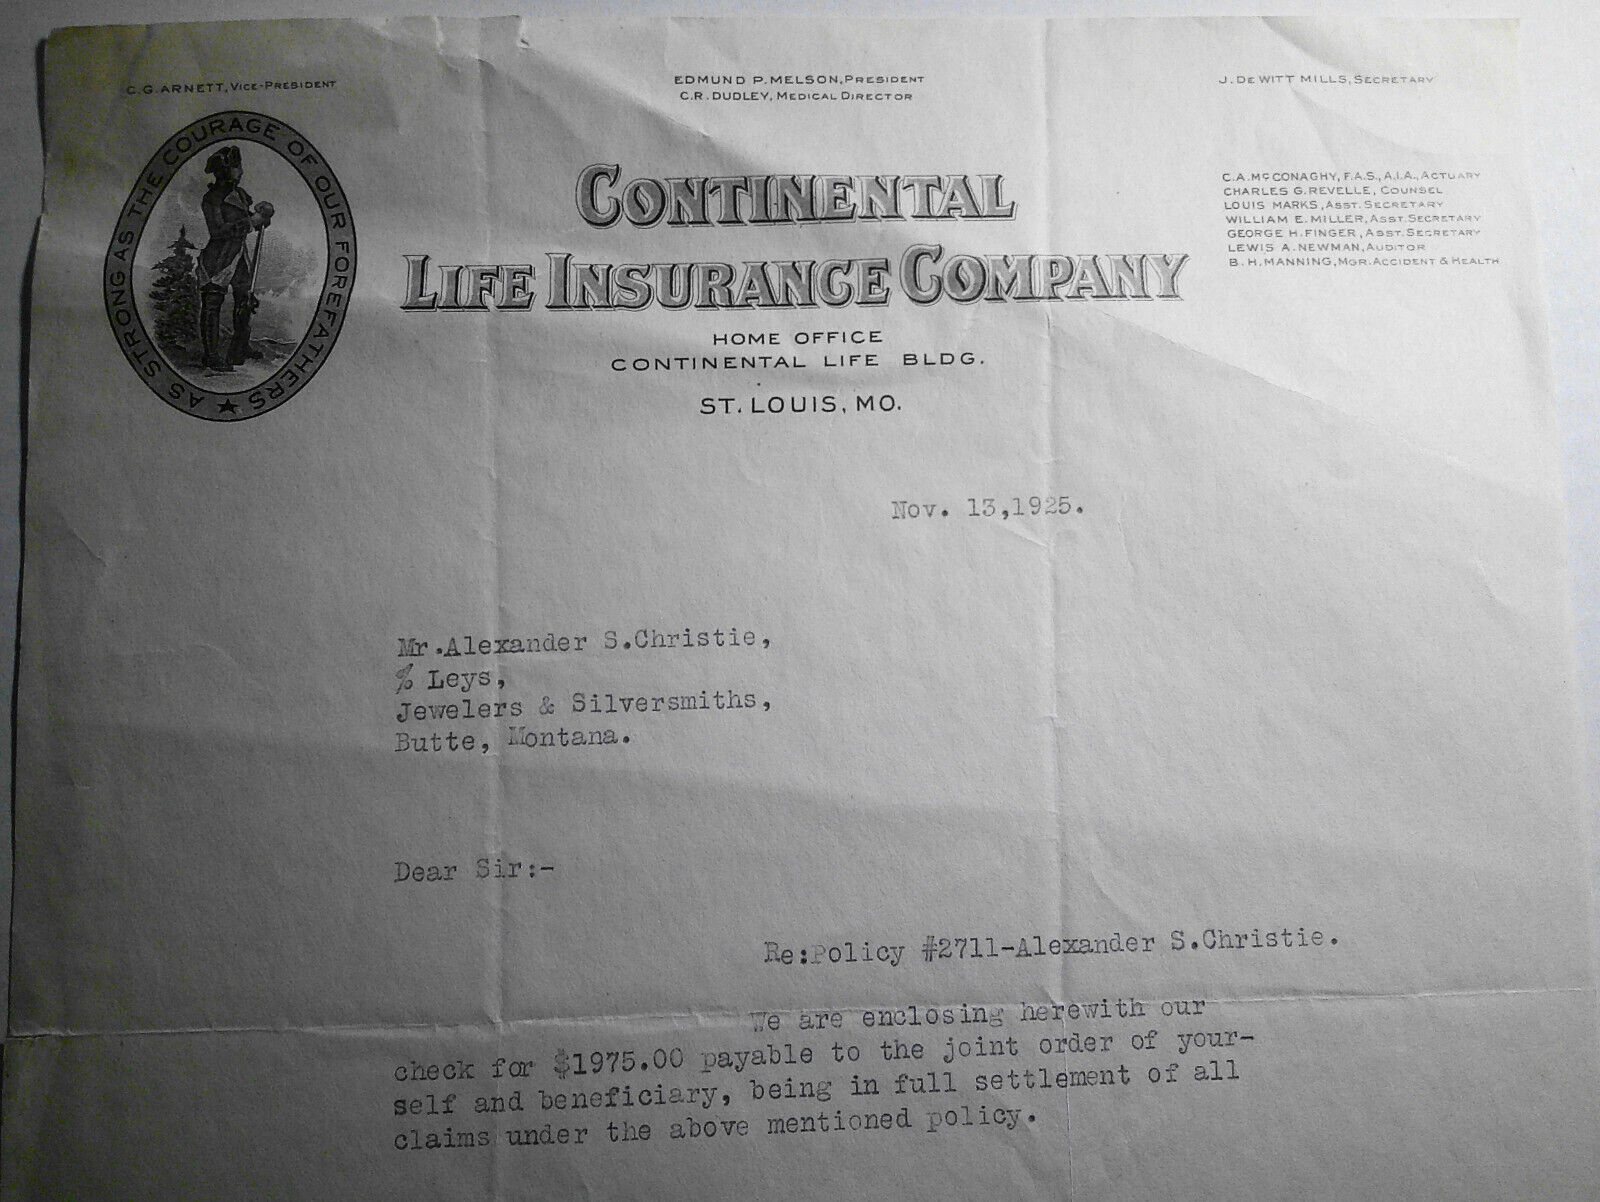 C.G. ARNETT, VICE-PRESIDENT
EDMUND P. MELSON, PRESIDENT
C.R. DUDLEY, MEDICAL DIRECTOR
J. DE WITT MILLS, SECRETARY
AS STRONG AS THE COURAGE OF OUR FOREFATHERS
CONTINENTAL
LIFE INSURANCE COMPANY
HOME OFFICE
CONTINENTAL LIFE BLDG.
ST. LOUIS, MO.
C.A. McCONAGHY, F.A.S., A.I.A., ACTUARY
CHARLES G. REVELLE, COUNSEL
LOUIS MARKS, ASST. SECRETARY
WILLIAM E. MILLER, ASST. SECRETARY
GEORGE H. FINGER, ASST. SECRETARY
LEWIS A. NEWMAN, AUDITOR
B.H. MANNING, MGR. ACCIDENT & HEALTH
Nov. 13,1925.
Mr.Alexander S.Christie,
% Leys,
Jewelers & Silversmiths,
Butte, Montana.
Dear Sir:-
Re:Policy #2711-Alexander S.Christie.
We are enclosing herewith our
check for $1975.00 payable to the joint order of your-
self and beneficiary, being in full settlement of all
claims under the above mentioned policy.